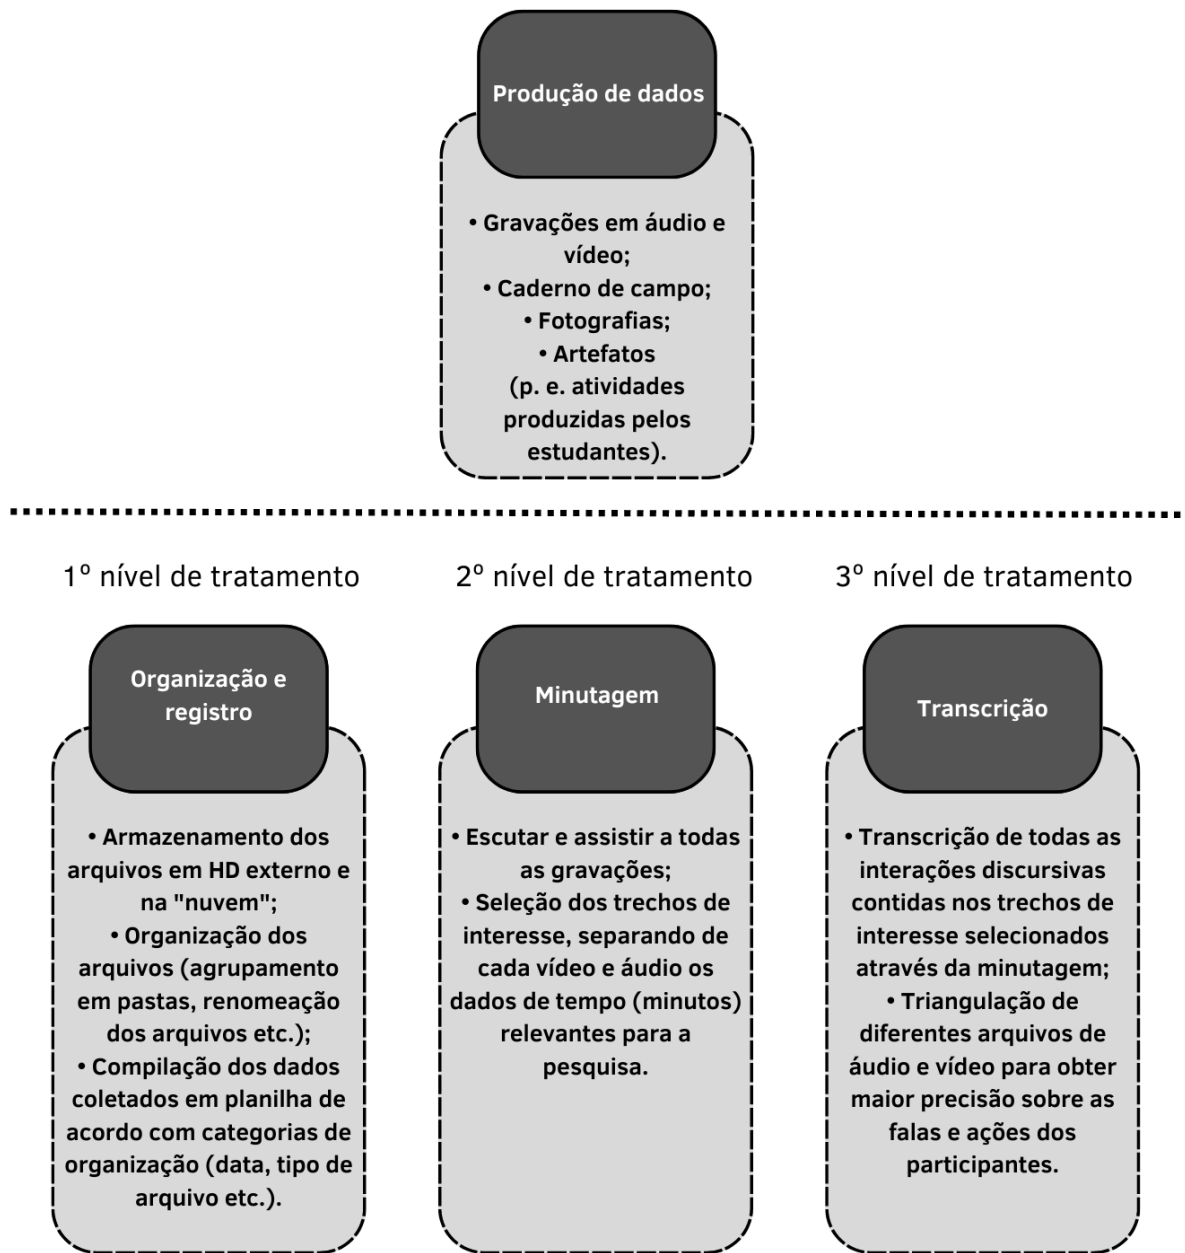 Produção de dados
• Gravações em áudio e
vídeo;
• Caderno de campo;
• Fotografias;
• Artefatos
(p. e. atividades
produzidas pelos
estudantes).
1º nível de tratamento
Organização e
registro
• Armazenamento dos
arquivos em HD externo e
na "nuvem";
• Organização dos
arquivos (agrupamento
em pastas, renomeação
dos arquivos etc.);
• Compilação dos dados
coletados em planilha de
acordo com categorias de
organização (data, tipo de
arquivo etc.).
2º nível de tratamento
Minutagem
• Escutar e assistir a todas
as gravações;
• Seleção dos trechos de
interesse, separando de
cada vídeo e áudio os
dados de tempo (minutos)
relevantes para a
pesquisa.
3º nível de tratamento
Transcrição
• Transcrição de todas as
interações discursivas
contidas nos trechos de
interesse selecionados
através da minutagem;
• Triangulação de
diferentes arquivos de
áudio e vídeo para obter
maior precisão sobre as
falas e ações dos
participantes.